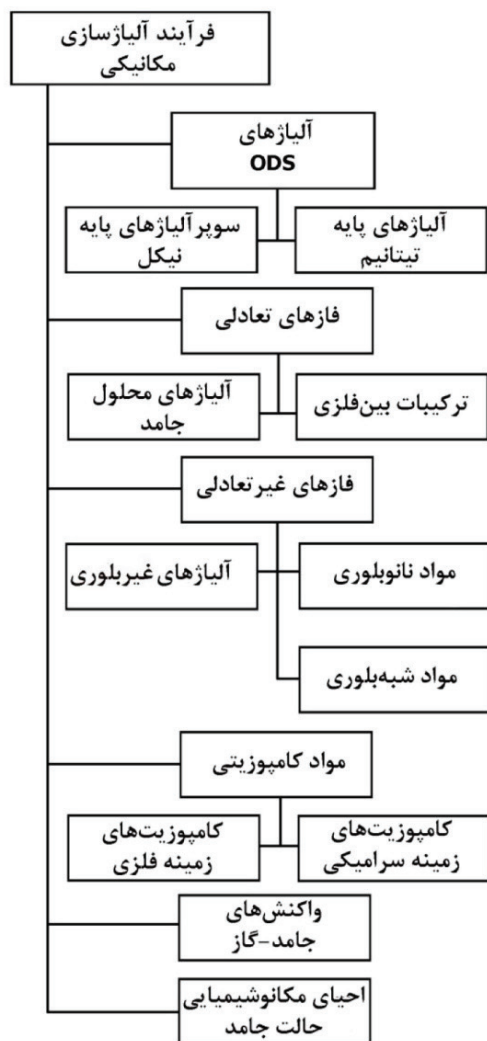 فرآیند آلیاژسازی
مکانیکی
آلیاژهای
ODS
آلیاژهای پایه
تیتانیم
سوپر آلیاژهای پایه
نیکل
فازهای تعادلی
ترکیبات بین‌فلزی
آلیاژهای محلول
جامد
فازهای غیرتعادلی
مواد نانوبلوری
آلیاژهای غیربلوری
مواد شبه‌بلوری
مواد کامپوزیتی
کامپوزیت‌های
زمینه سرامیکی
کامپوزیت‌های
زمینه فلزی
واکنش‌های
جامد-گاز
احیای مکانوشیمیایی
حالت جامد